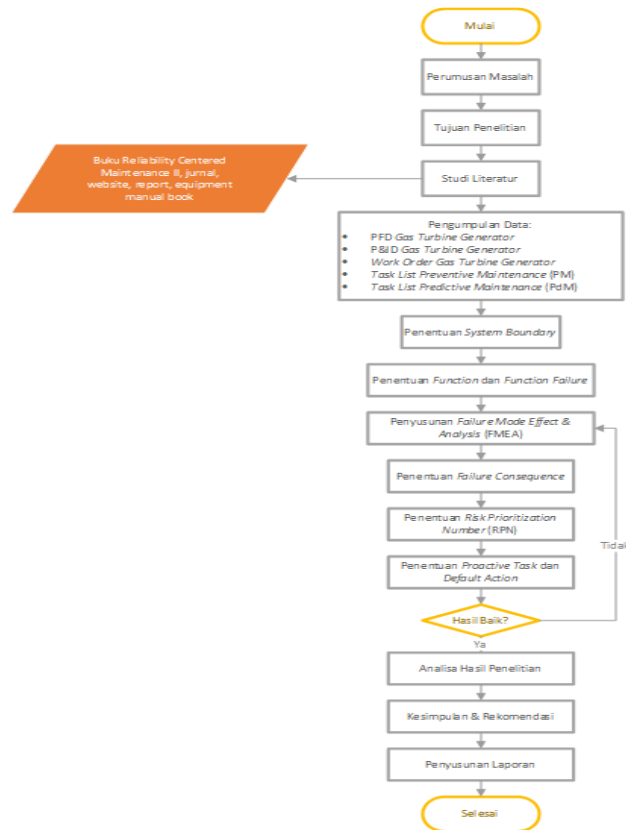 Mulai
Perumusan Masalah
Tujuan Penelitian
Buku Reliability Centered
Maintenance II, jurnal,
website, report, equipment
manual book
Studi Literatur
Pengumpulan Data:
• PFD Gas Turbine Generator
• P&ID Gas Turbine Generator
• Work Order Gas Turbine Generator
• Task List Preventive Maintenance (PM)
• Task List Predictive Maintenance (PdM)
Penentuan System Boundary
Penentuan Function dan Function Failure
Penyusunan Failure Mode Effect &
Analysis (FMEA)
Penentuan Failure Consequence
Penentuan Risk Prioritization
Number (RPN)
Tidak
Penentuan Proactive Task dan
Default Action
Hasil Baik?
Ya
Analisa Hasil Penelitian
Kesimpulan & Rekomendasi
Penyusunan Laporan
Selesai